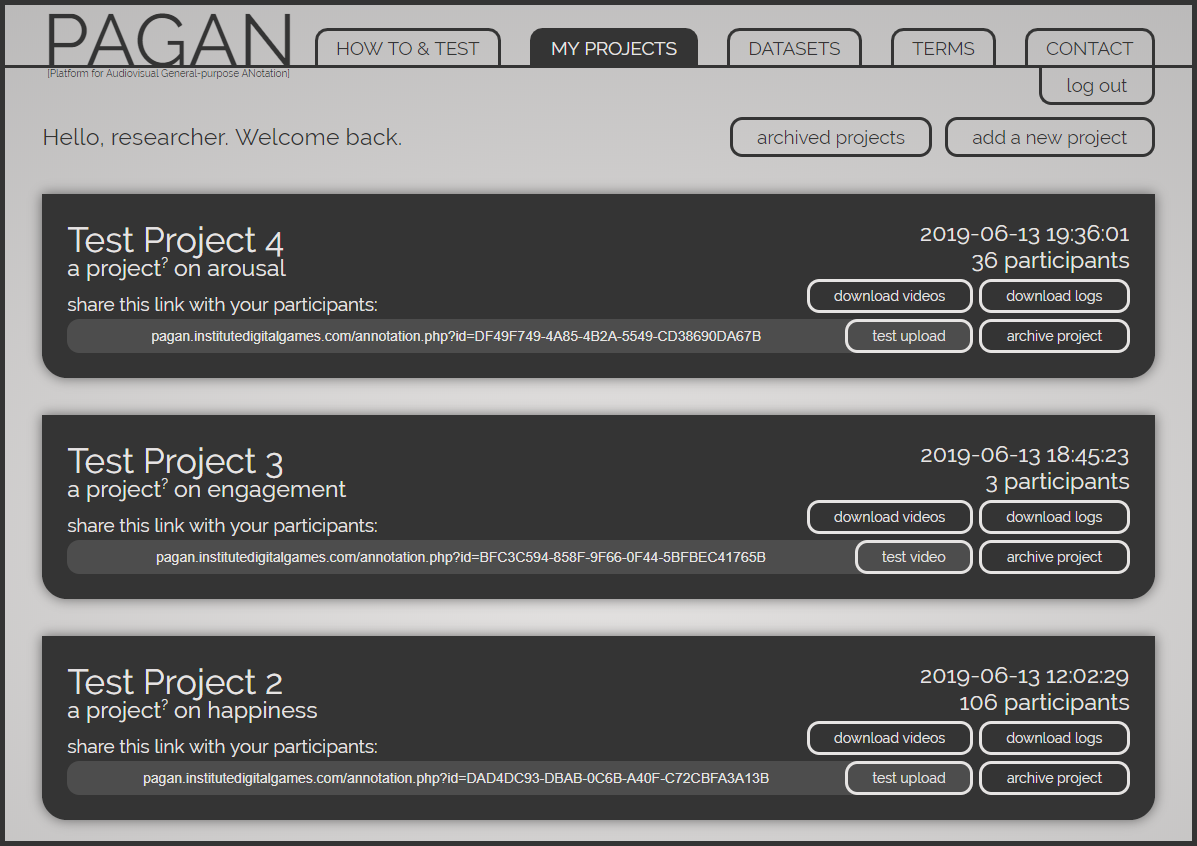 PAGAN
[Platform for Audiovisual General-purpose ANotation]
HOW TO & TEST
MY PROJECTS
DATASETS
TERMS
CONTACT
log out
Hello, researcher. Welcome back.
archived projects
add a new project
Test Project 4
a project? on arousal
2019-06-13 19:36:01
36 participants
share this link with your participants:
download videos
download logs
pagan.institutedigitalgames.com/annotation.php?id=DF49F749-4A85-4B2A-5549-CD38690DA67B
test upload
archive project
Test Project 3
a project? on engagement
2019-06-13 18:45:23
3 participants
share this link with your participants:
download videos
download logs
pagan.institutedigitalgames.com/annotation.php?id=BFC3C594-858F-9F66-0F44-5BFBEC41765B
test video
archive project
Test Project 2
a project? on happiness
2019-06-13 12:02:29
106 participants
share this link with your participants:
download videos
download logs
pagan.institutedigitalgames.com/annotation.php?id=DAD4DC93-DBAB-0C6B-A40F-C72CBFA3A13B
test upload
archive project